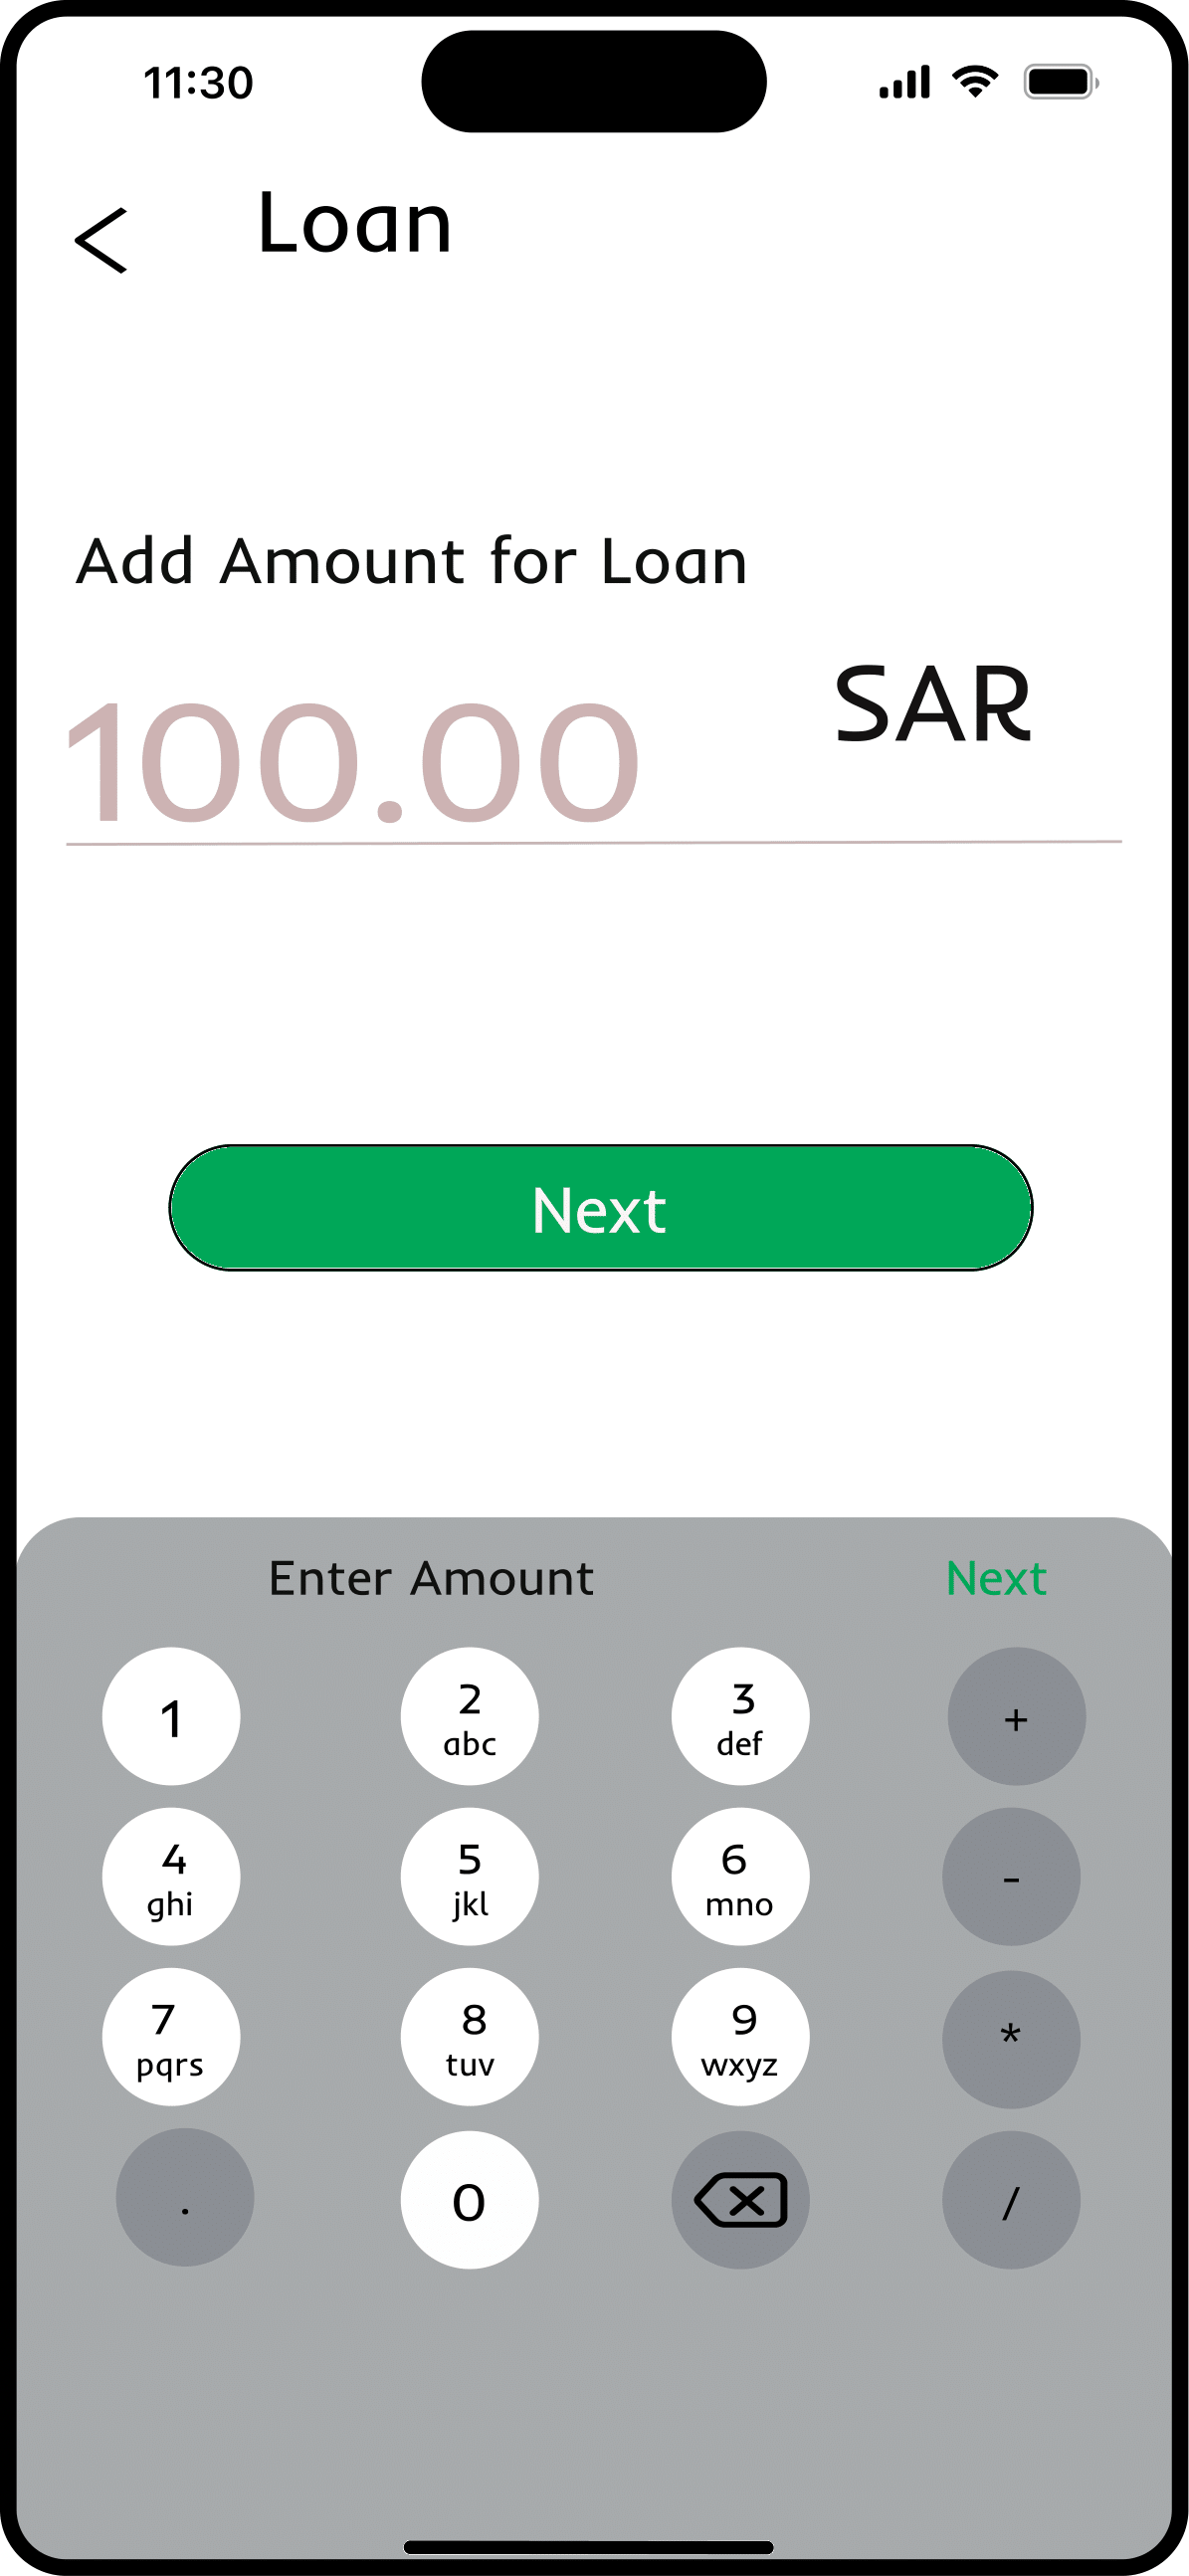 11:30
Loan
Add Amount for Loan
100.00 SAR
Next
Enter Amount Next
1 2 3 +
abc def
4 5 6 -
ghi jkl mno
7 8 9 *
pqrs tuv wxyz
. 0 /